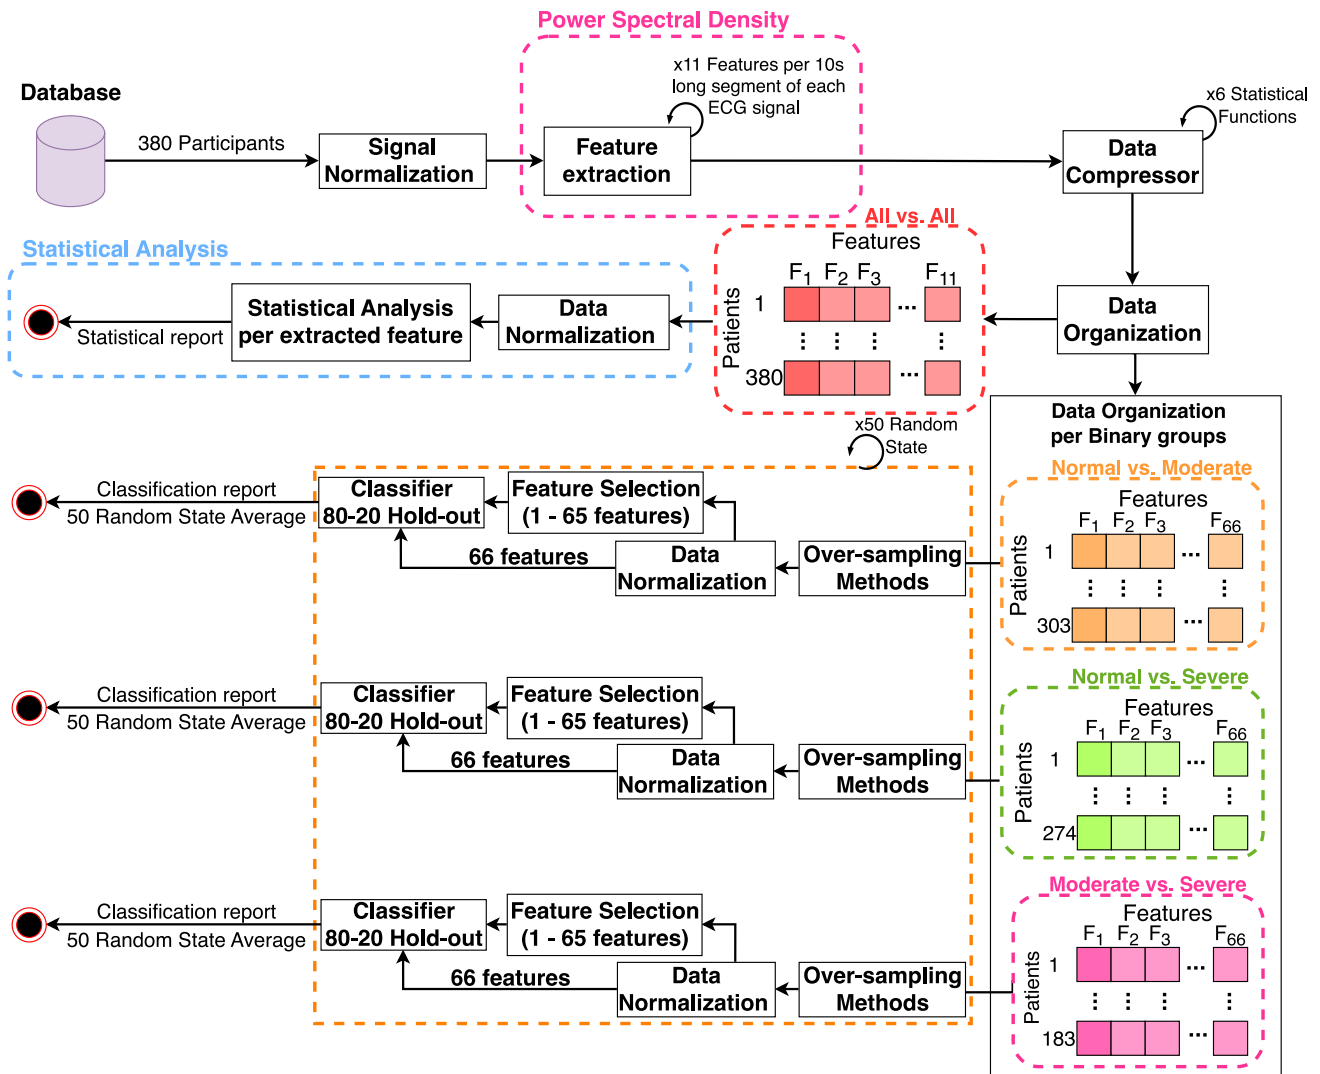 Power Spectral Density
x11 Features per 10s
long segment of each
ECG signal
Database
380 Participants
Signal
Normalization
Feature
extraction
x6 Statistical
Functions
Data
Compressor
All vs. All
Features
F1 F2 F3 F11
Patients
1
...
380
...
Data
Organization
Statistical Analysis
Data
Normalization
Statistical Analysis
per extracted feature
Statistical report
Data Organization
per Binary groups
x50 Random
State
Normal vs. Moderate
Features
F1 F2 F3 F66
Patients
1
...
303
...
Over-sampling
Methods
Data
Normalization
Feature Selection
(1 - 65 features)
66 features
Classifier
80-20 Hold-out
Classification report
50 Random State Average
Normal vs. Severe
Features
F1 F2 F3 F66
Patients
1
...
274
...
Over-sampling
Methods
Data
Normalization
Feature Selection
(1 - 65 features)
66 features
Classifier
80-20 Hold-out
Classification report
50 Random State Average
Moderate vs. Severe
Features
F1 F2 F3 F66
Patients
1
...
183
...
Over-sampling
Methods
Data
Normalization
Feature Selection
(1 - 65 features)
66 features
Classifier
80-20 Hold-out
Classification report
50 Random State Average